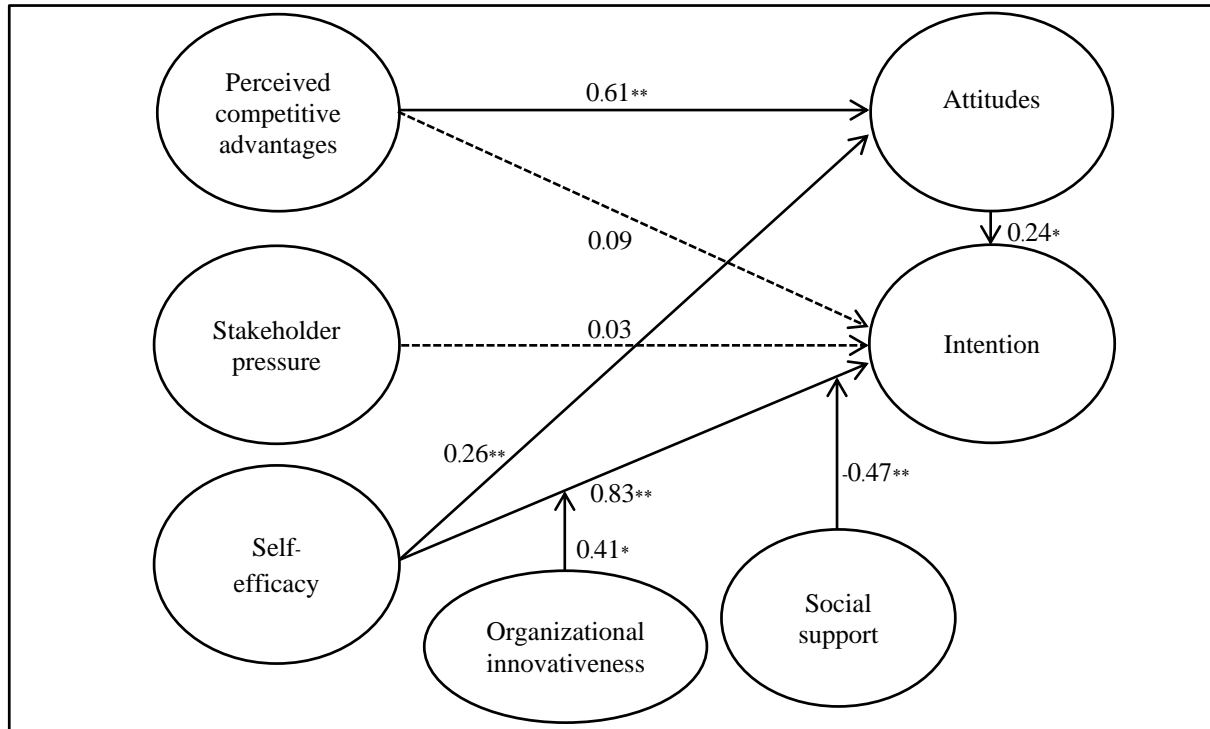 Perceived
competitive
advantages
0.61**
Attitudes
0.09
0.24*
Stakeholder
pressure
0.03
Intention
0.26**
0.83**
-0.47**
Self-
efficacy
0.41*
Organizational
innovativeness
Social
support